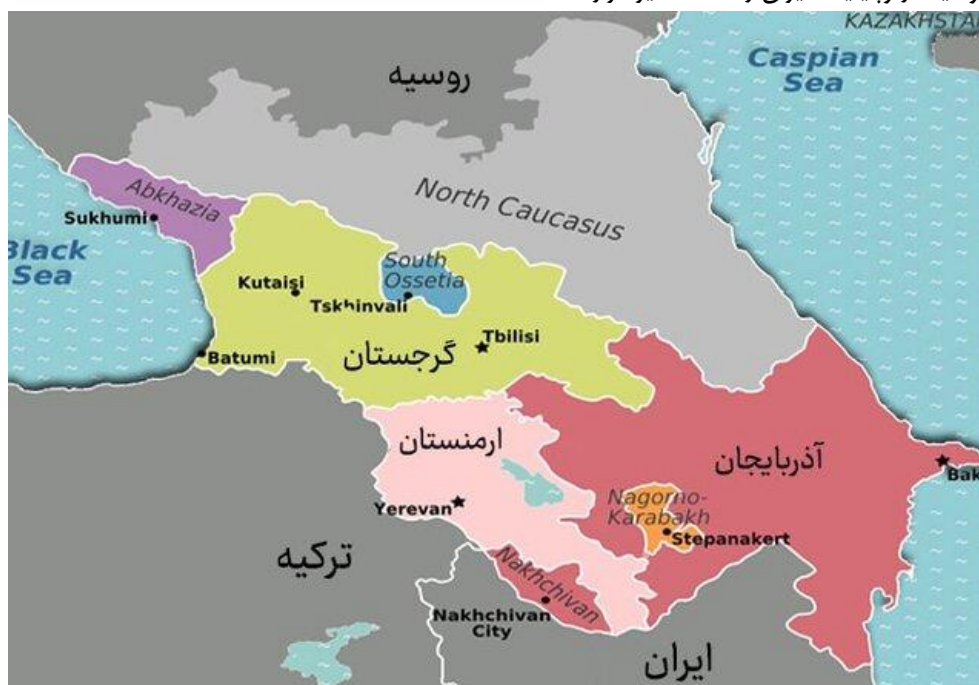 KAZAKHSTA
Caspian
Sea
روسیه
North Caucasus
Abkhazia
Sukhumi
Black
Sea
South
Ossetia
Kutaisi
Tskhinvali
Tbilisi
گرجستان
Batumi
ارمنستان
آذربایجان
Bak
Nagorno-
Karabakh
Yerevan
Stepanakert
ترکیه
Nakhchivan
Nakhchivan
City
ایران